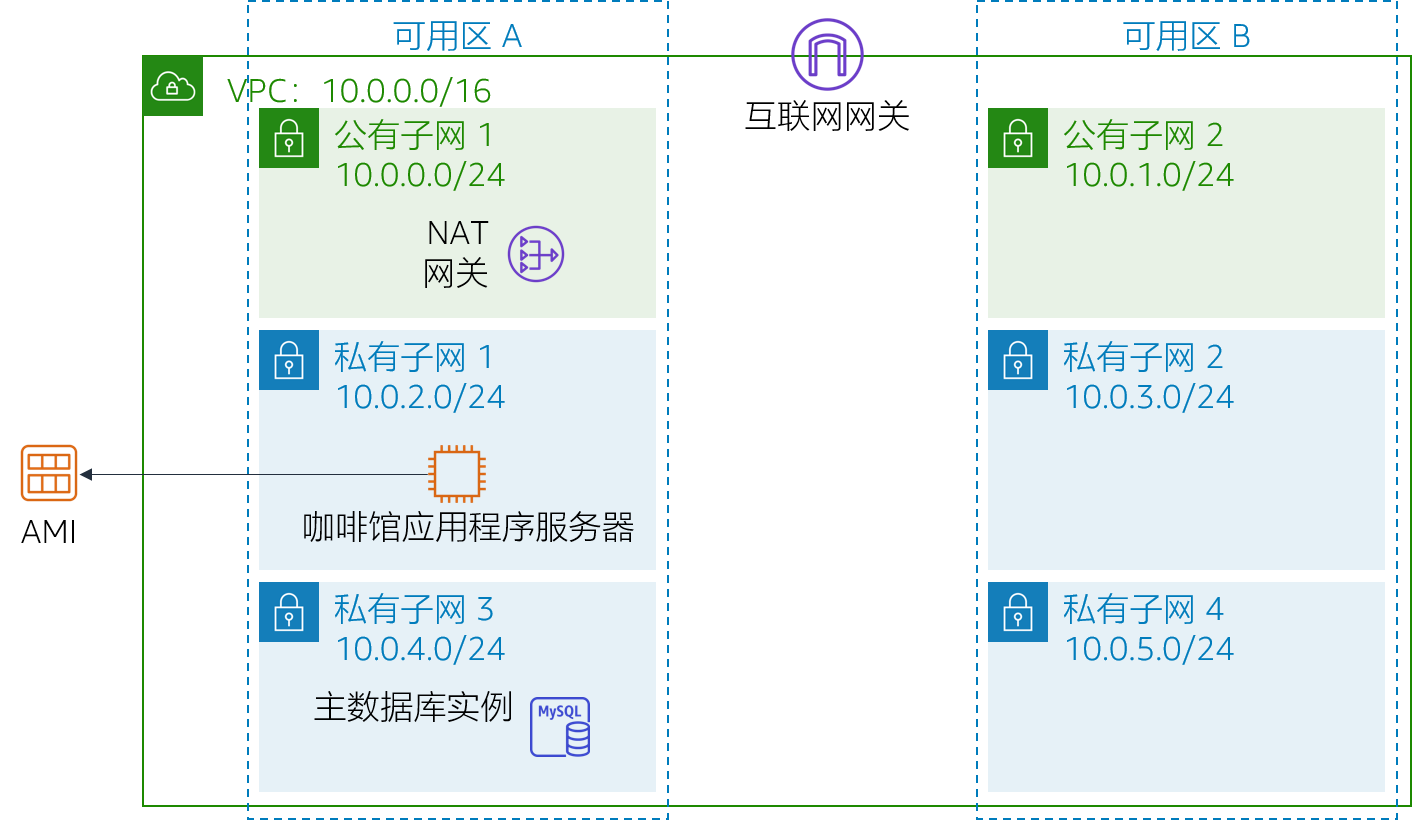 可用区 A
可用区 B
VPC： 10.0.0.0/16
互联网网关
公有子网 1
10.0.0.0/24
NAT
网关
公有子网 2
10.0.1.0/24
私有子网 1
10.0.2.0/24
咖啡馆应用程序服务器
私有子网 2
10.0.3.0/24
AMI
私有子网 3
10.0.4.0/24
主数据库实例
MySQL
私有子网 4
10.0.5.0/24